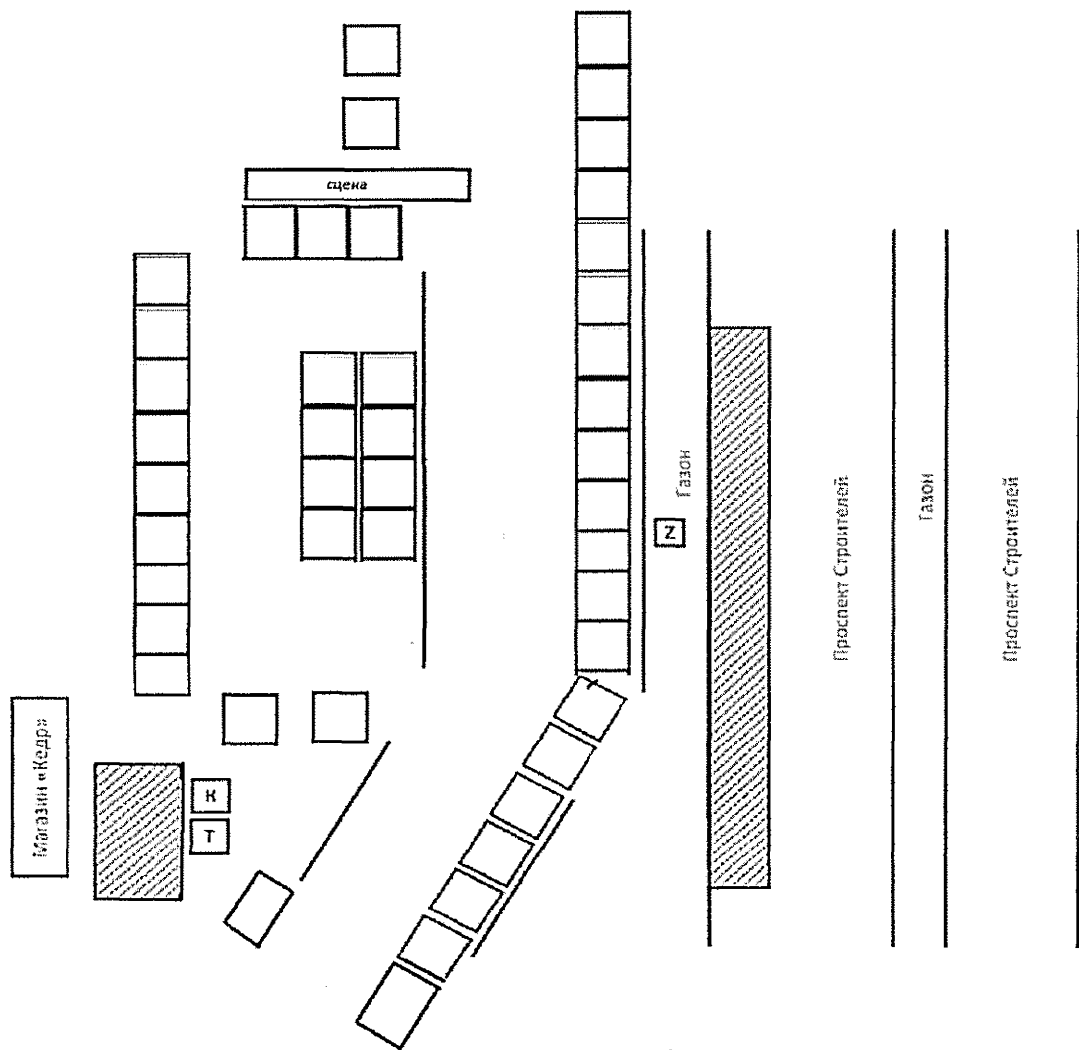 сцена
Газон
Z
Проспект Строителей
Газон
Проспект Строителей
Магазин «Кедр»
К
Т